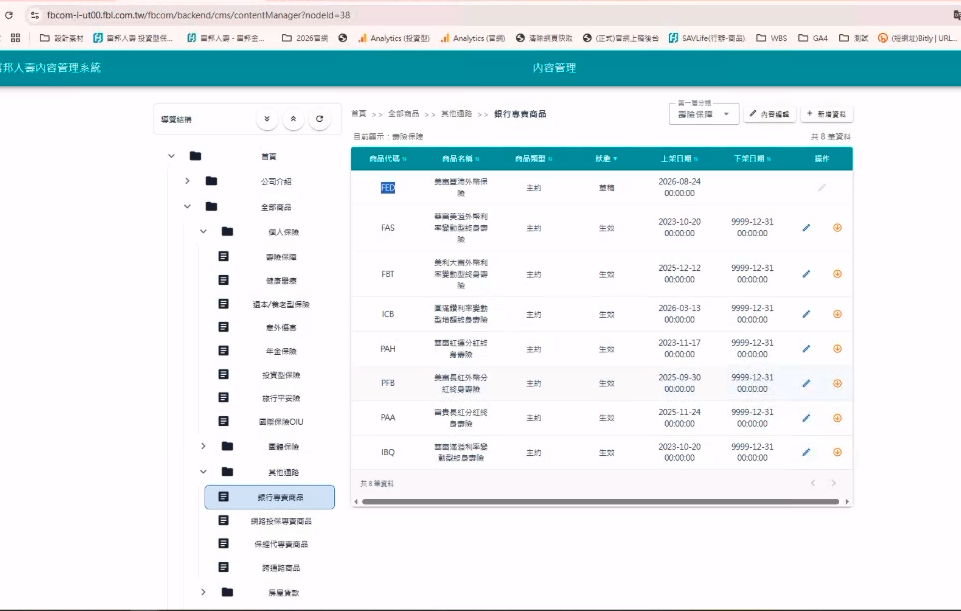 fbcom-i-ut00.fbl.com.tw/fbcom/backend/cms/contentManager?nodeId=38
設計素材
富邦人壽 投資型保...
富邦人壽 - 富邦金...
2026官網
Analytics (投資型)
Analytics (官網)
清除網頁快取
(正式)官網上稿後台
SAVLife(行銷-商品)
WBS
GA4
測試
(短網址)Bitly | URL...
富邦人壽內容管理系統
內容管理
導覽結構
首頁
公司介紹
全部商品
個人保險
壽險保障
健康醫療
還本/養老型保險
意外傷害
年金保險
投資型保險
旅行平安險
國際保險OIU
團體保險
其他通路
銀行專賣商品
網路投保專賣商品
保經代專賣商品
跨通路商品
房屋貸款
首頁 >> 全部商品 >> 其他通路 >> 銀行專賣商品
第一層分類
壽險保障
內容編輯
+ 新增資料
目前顯示：壽險保障
共 8 筆資料
商品代碼 商品名稱 商品類型 狀態 上架日期 下架日期 操作
FED
美富豐沛外幣保
險
主約
草稿
2026-08-24
00:00:00
FAS
華富美溢外幣利
率變動型終身壽
險
主約
生效
2023-10-20
00:00:00
9999-12-31
00:00:00
FBT
美利大富外幣利
率變動型終身壽
險
主約
生效
2025-12-12
00:00:00
9999-12-31
00:00:00
ICB
圓滿鑽利率變動
型增額終身壽險
主約
生效
2026-03-13
00:00:00
9999-12-31
00:00:00
PAH
紅運分紅終
身壽險
主約
生效
2023-11-17
00:00:00
9999-12-31
00:00:00
PFB
美富長紅外幣分
紅終身壽險
主約
生效
2025-09-30
00:00:00
9999-12-31
00:00:00
PAA
富貴長紅分紅終
身壽險
主約
生效
2025-11-24
00:00:00
9999-12-31
00:00:00
IBQ
滿溢利率變
動型終身壽險
主約
生效
2023-10-20
00:00:00
9999-12-31
00:00:00
共 8 筆資料